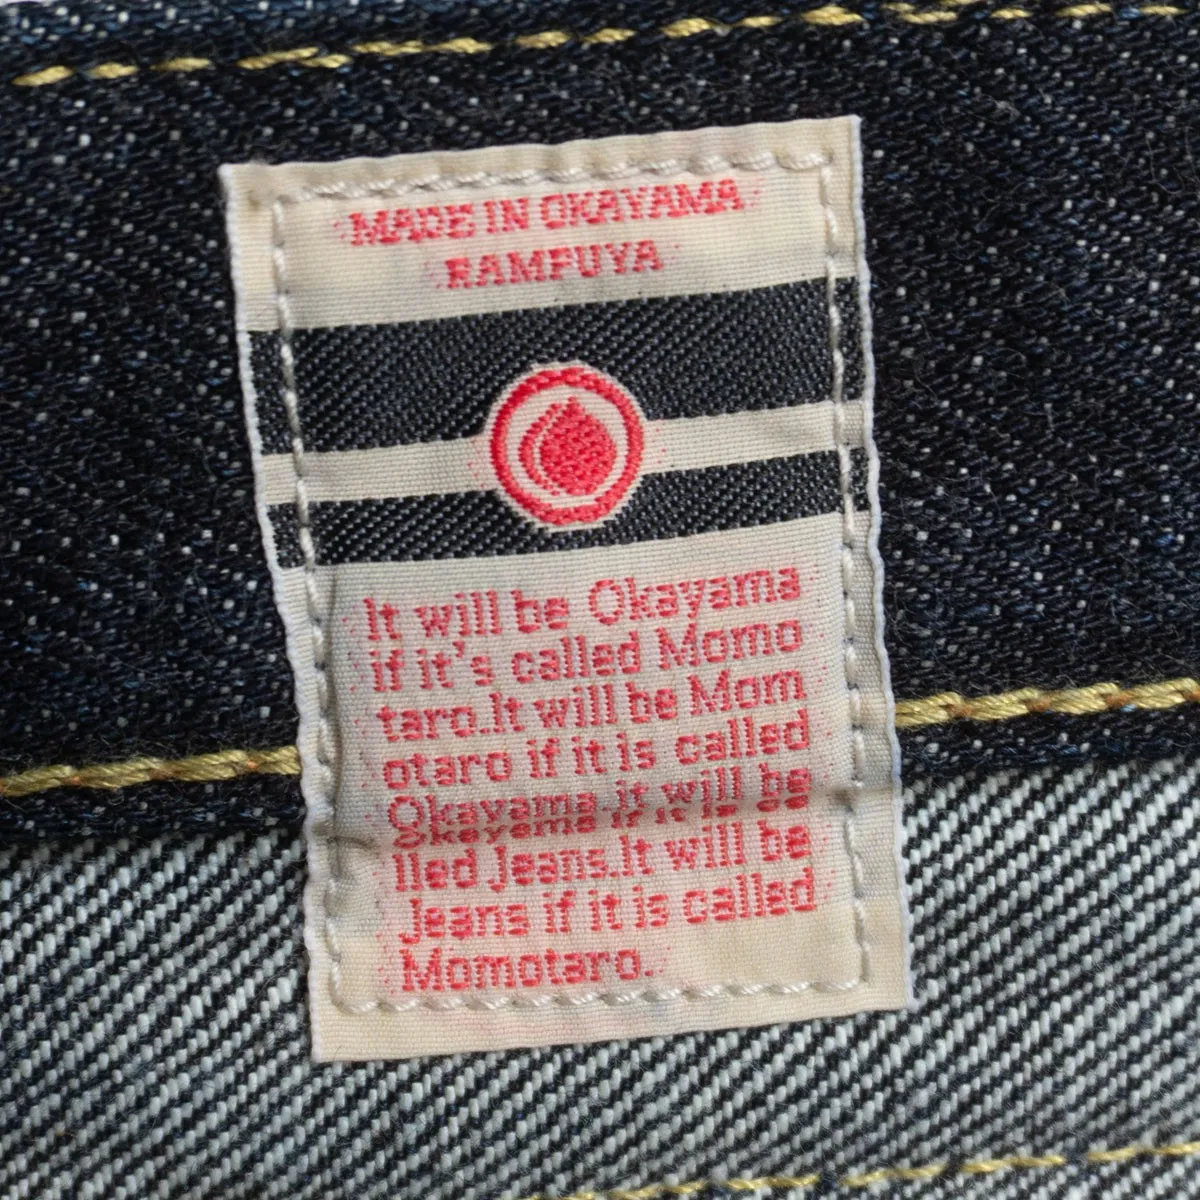 MADE IN OKAYAMA
RAMPUYA
It will be Okayama
if it's called Momo
taro.It will be Mom
otaro if it is called
Okayama.it will be
Okayama if it is ca
lled Jeans.It will be
Jeans if it is called
Momotaro.